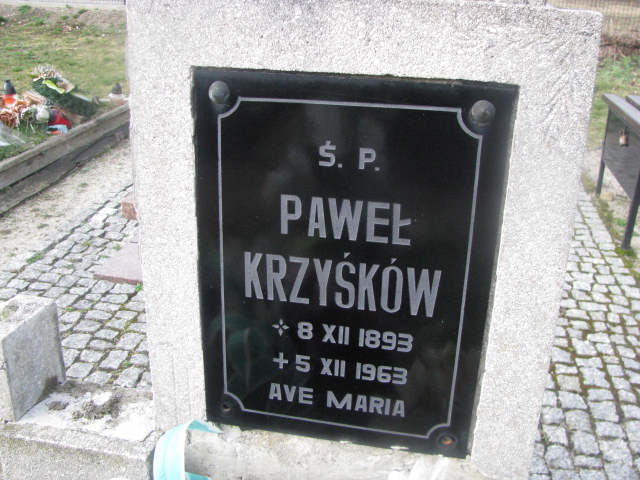 Ś. P.
PAWEŁ
KRZYŚKÓW
8 XII 1893
+ 5 XII 1963
AVE MARIA